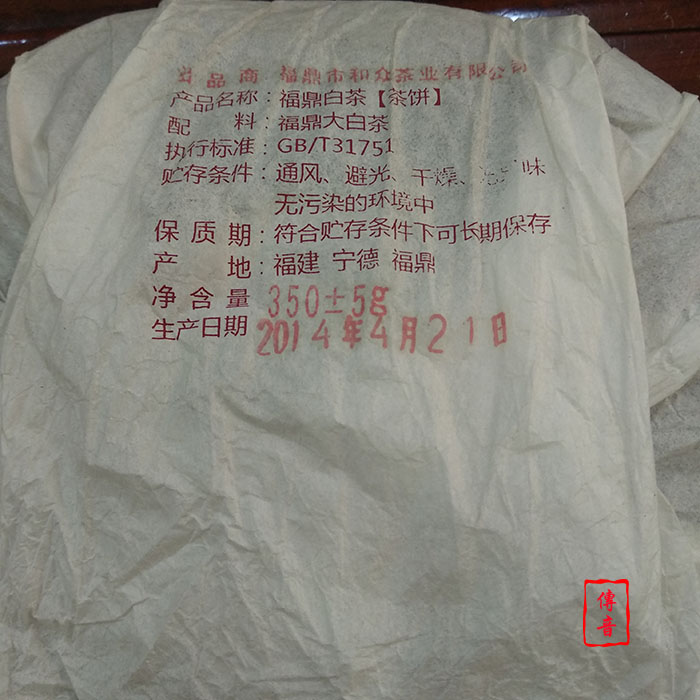 出品商 福鼎市和众茶业有限公司
产品名称:福鼎白茶【茶饼】
配 料:福鼎大白茶
执行标准:GB/T31751
贮存条件:通风、避光、干燥、 味
无污染的环境中
保 质 期:符合贮存条件下可长期保存
产 地:福建 宁德 福鼎
净 含 量 350±5g
生产日期 2014年4月21日
傳音